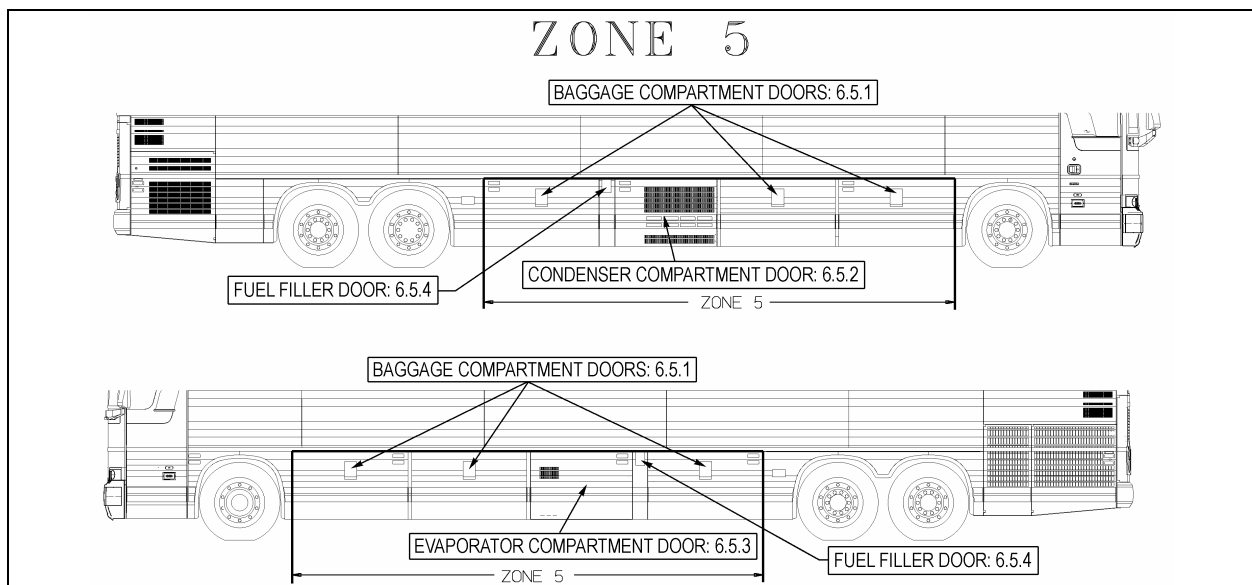 ZONE 5
BAGGAGE COMPARTMENT DOORS: 6.5.1
CONDENSER COMPARTMENT DOOR: 6.5.2
FUEL FILLER DOOR: 6.5.4
ZONE 5
BAGGAGE COMPARTMENT DOORS: 6.5.1
EVAPORATOR COMPARTMENT DOOR: 6.5.3
FUEL FILLER DOOR: 6.5.4
ZONE 5